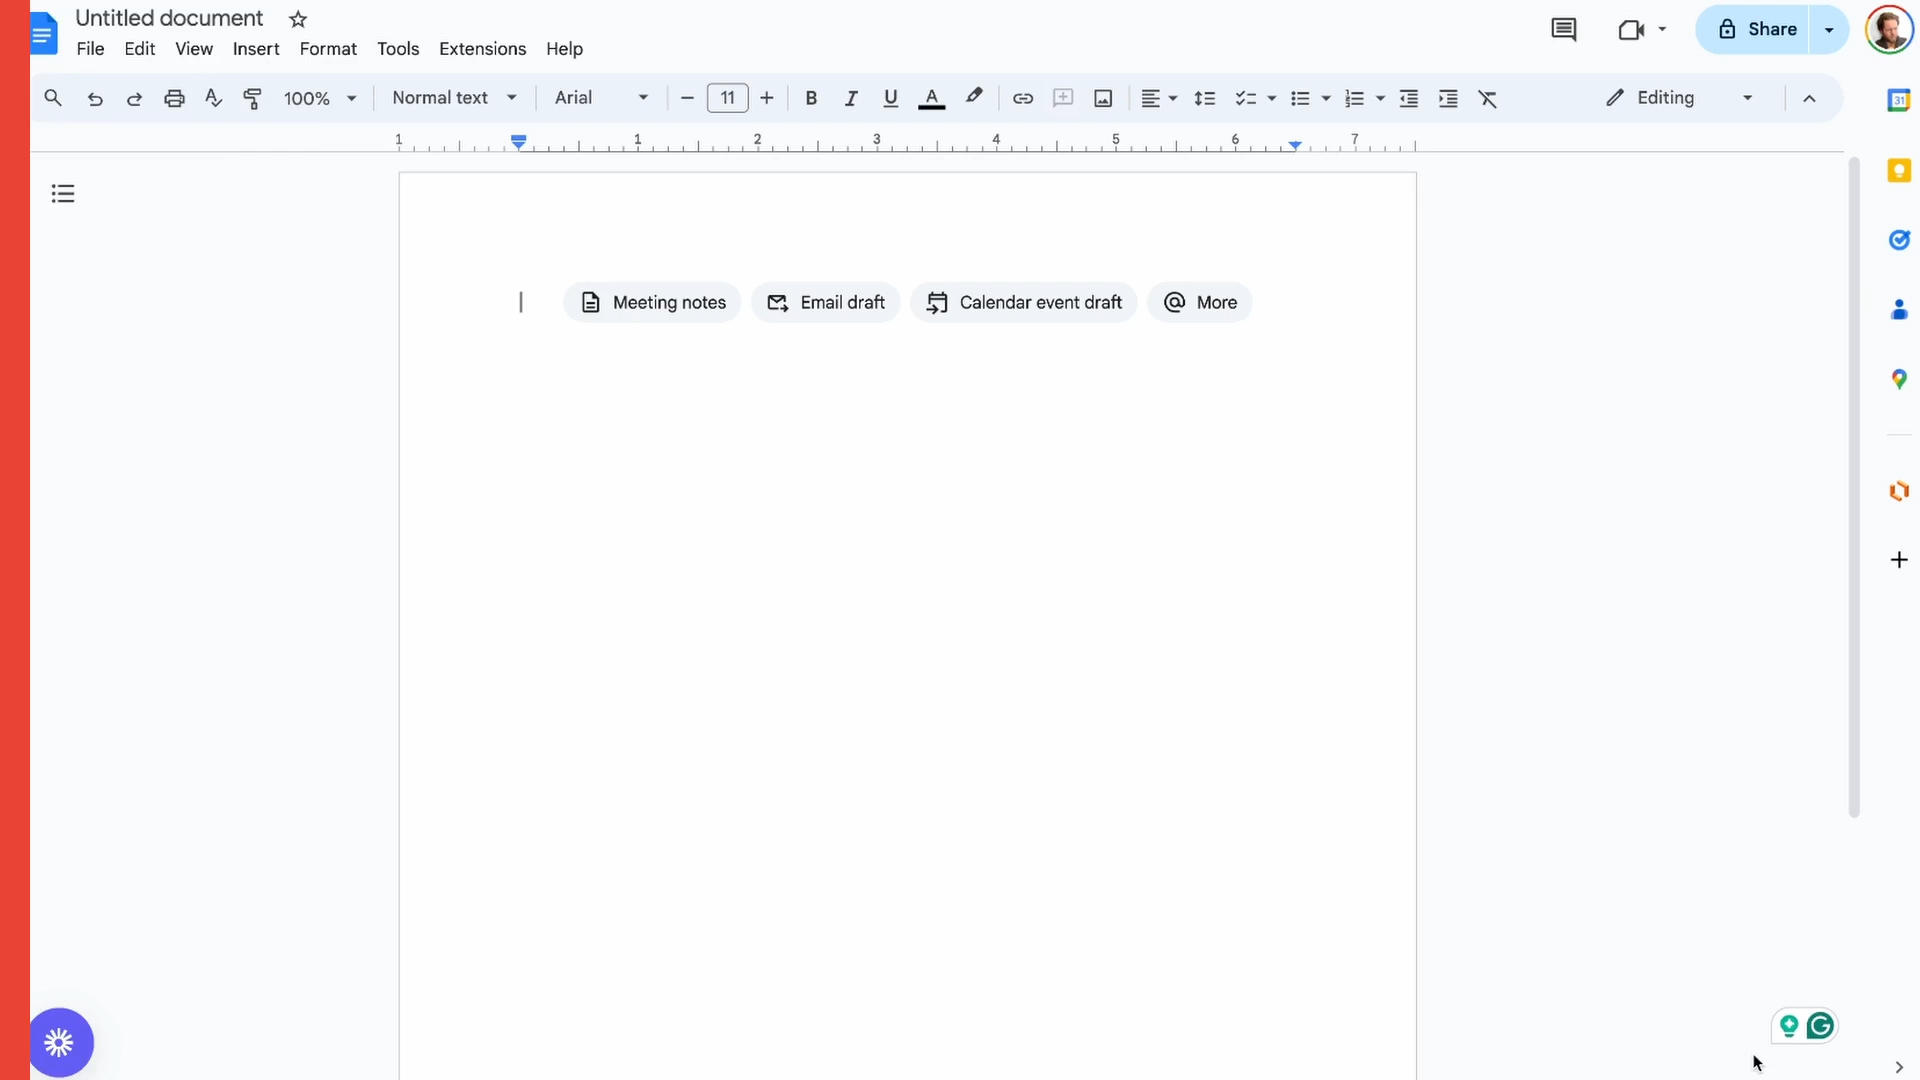 Untitled document
File Edit View Insert Format Tools Extensions Help
Share
100% Normal text Arial 11 B I U A Editing
1 1 2 3 4 5 6 7
31
Meeting notes Email draft Calendar event draft More